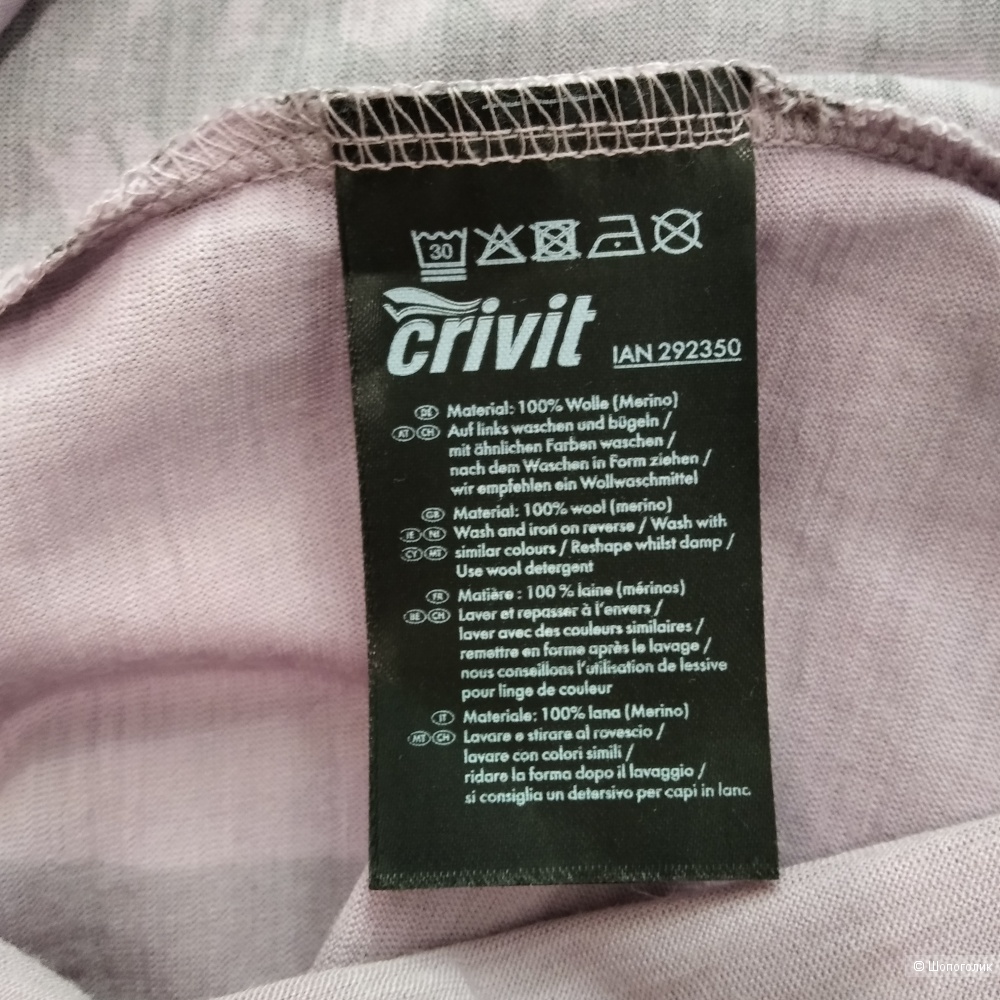 30
crivit
IAN 292350
DE Material: 100% Wolle (Merino)
AT CH Auf links waschen und bügeln /
mit ähnlichen Farben waschen /
nach dem Waschen in Form ziehen /
wir empfehlen ein Wollwaschmittel
GB Material: 100% wool (merino)
IE NI Wash and iron on reverse / Wash with
CY MT similar colours / Reshape whilst damp /
Use wool detergent
FR Matière : 100 % laine (mérinos)
BE CH Laver et repasser à l'envers /
laver avec des couleurs similaires /
remettre en forme après le lavage /
nous conseillons l'utilisation de lessive
pour linge de couleur
IT Materiale: 100% lana (Merino)
MT CH Lavare e stirare al rovescio /
lavare con colori simili /
ridare la forma dopo il lavaggio /
si consiglia un detersivo per capi in lana
© Шопоголик